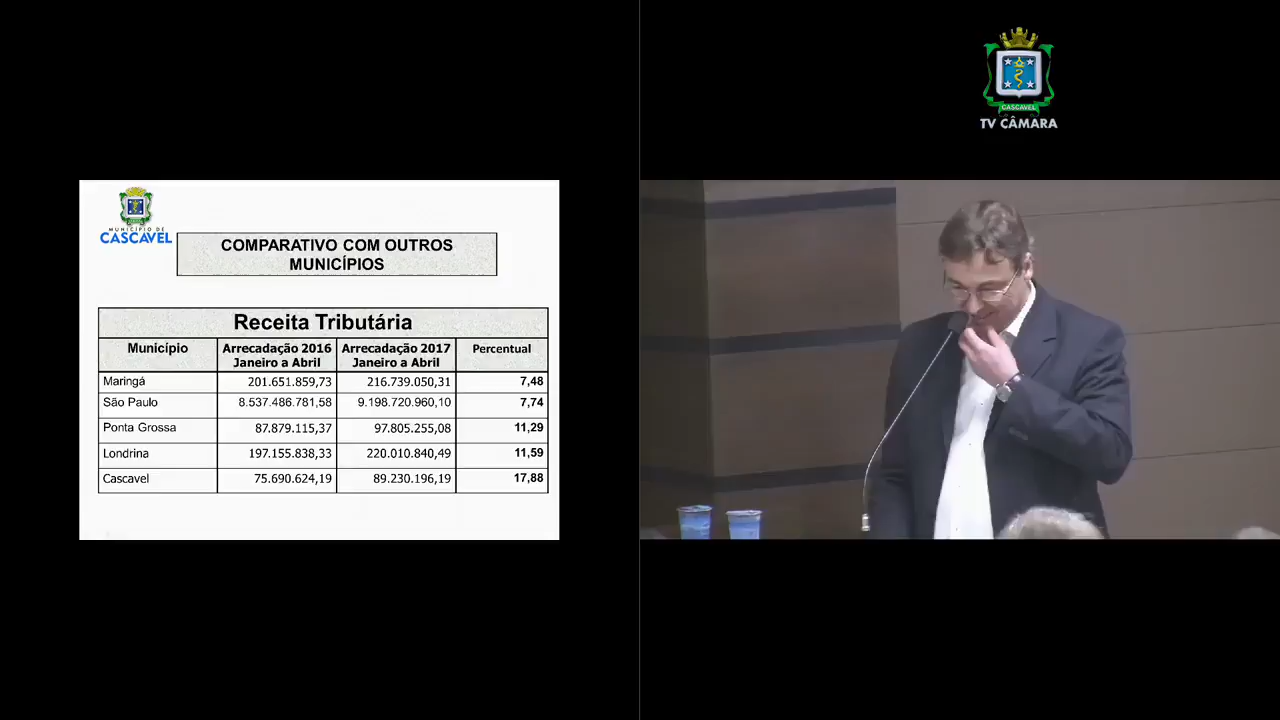 MUNICÍPIO DE
CASCAVEL
COMPARATIVO COM OUTROS
MUNICÍPIOS
Receita Tributária
Município Arrecadação 2016 Janeiro a Abril Arrecadação 2017 Janeiro a Abril Percentual
Maringá 201.651.859,73 216.739.050,31 7,48
São Paulo 8.537.486.781,58 9.198.720.960,10 7,74
Ponta Grossa 87.879.115,37 97.805.255,08 11,29
Londrina 197.155.838,33 220.010.840,49 11,59
Cascavel 75.690.624,19 89.230.196,19 17,88
CASCAVEL
TV CÂMARA